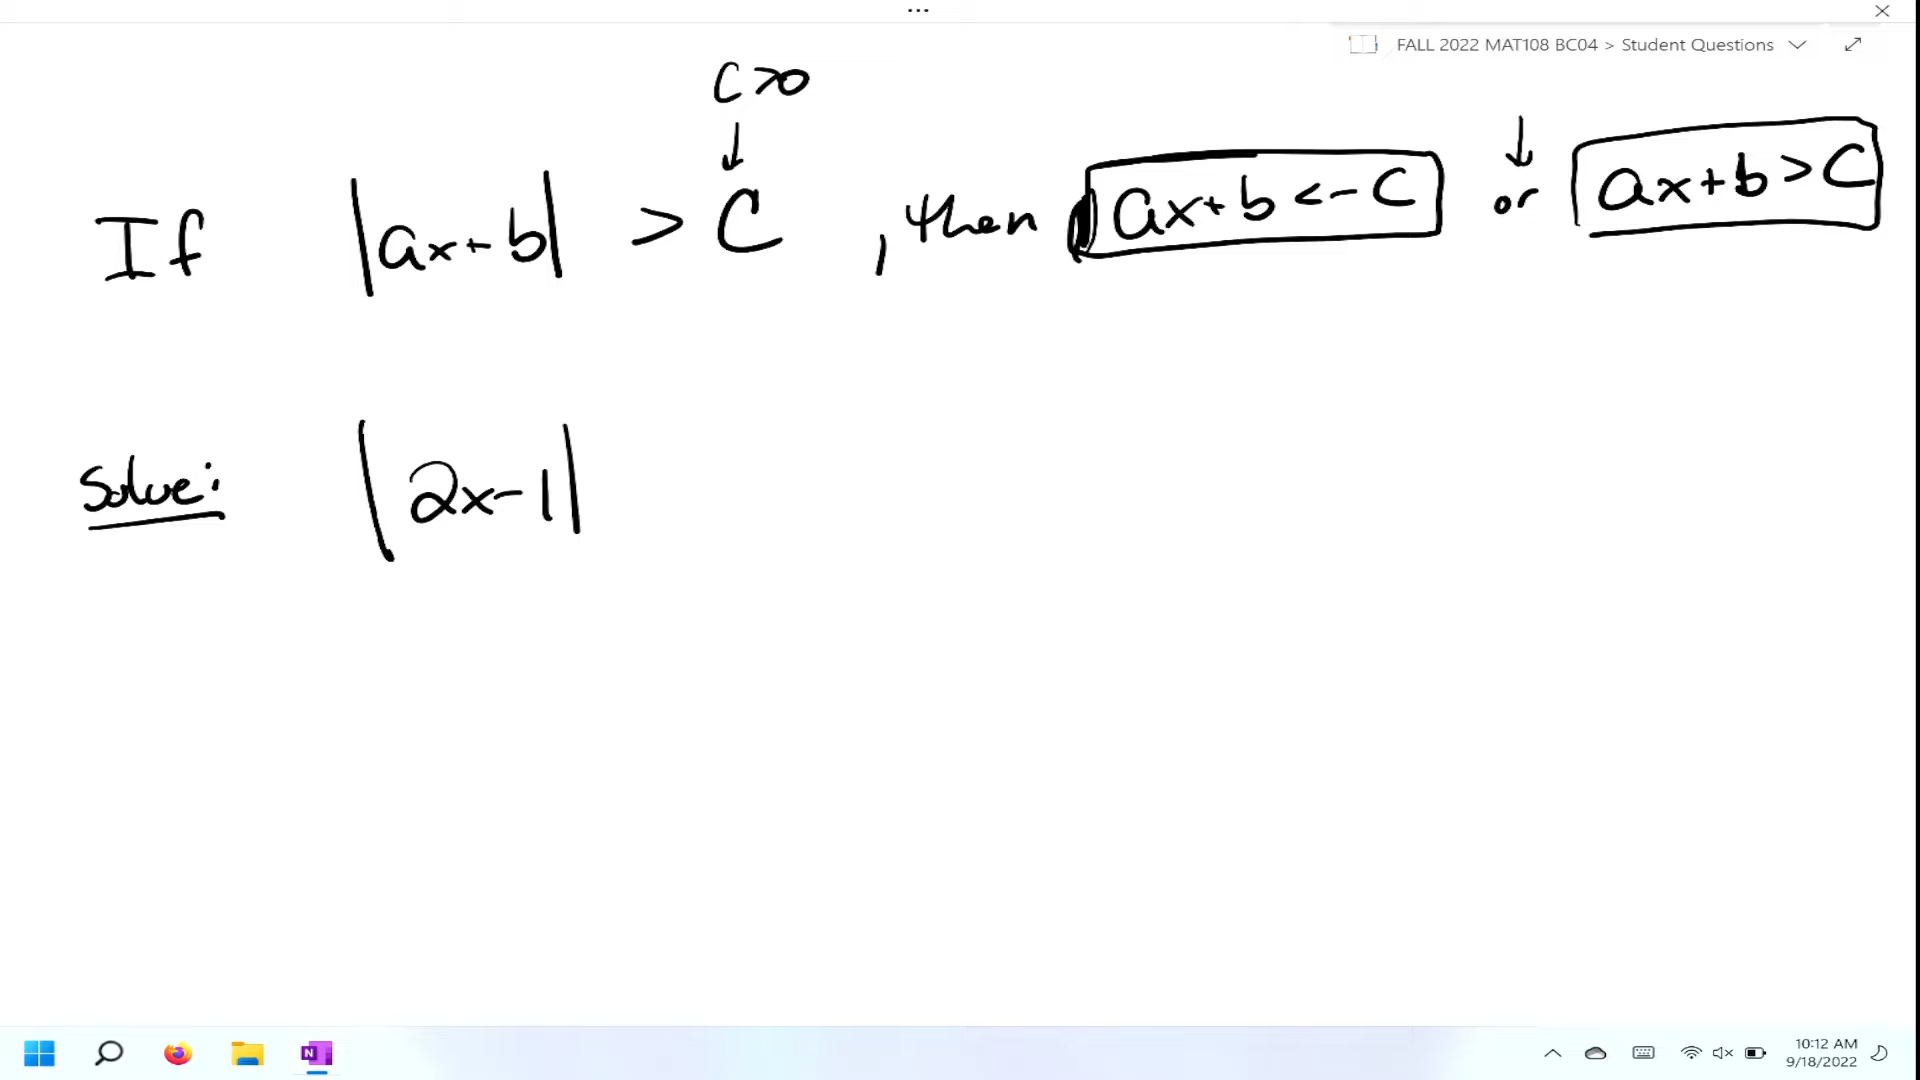 ...
FALL 2022 MAT108 BC04 > Student Questions
C>0
↓ ↓
If |ax+b| > C , then ax+b<-C or ax+b>C
Solve: |2x-1|
10:12 AM
9/18/2022